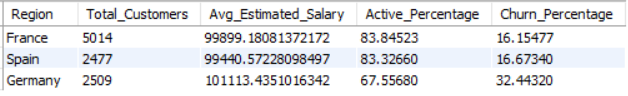 Region Total_Customers Avg_Estimated_Salary Active_Percentage Churn_Percentage
France 5014 99899.18081372172 83.84523 16.15477
Spain 2477 99440.57228098497 83.32660 16.67340
Germany 2509 101113.4351016342 67.55680 32.44320